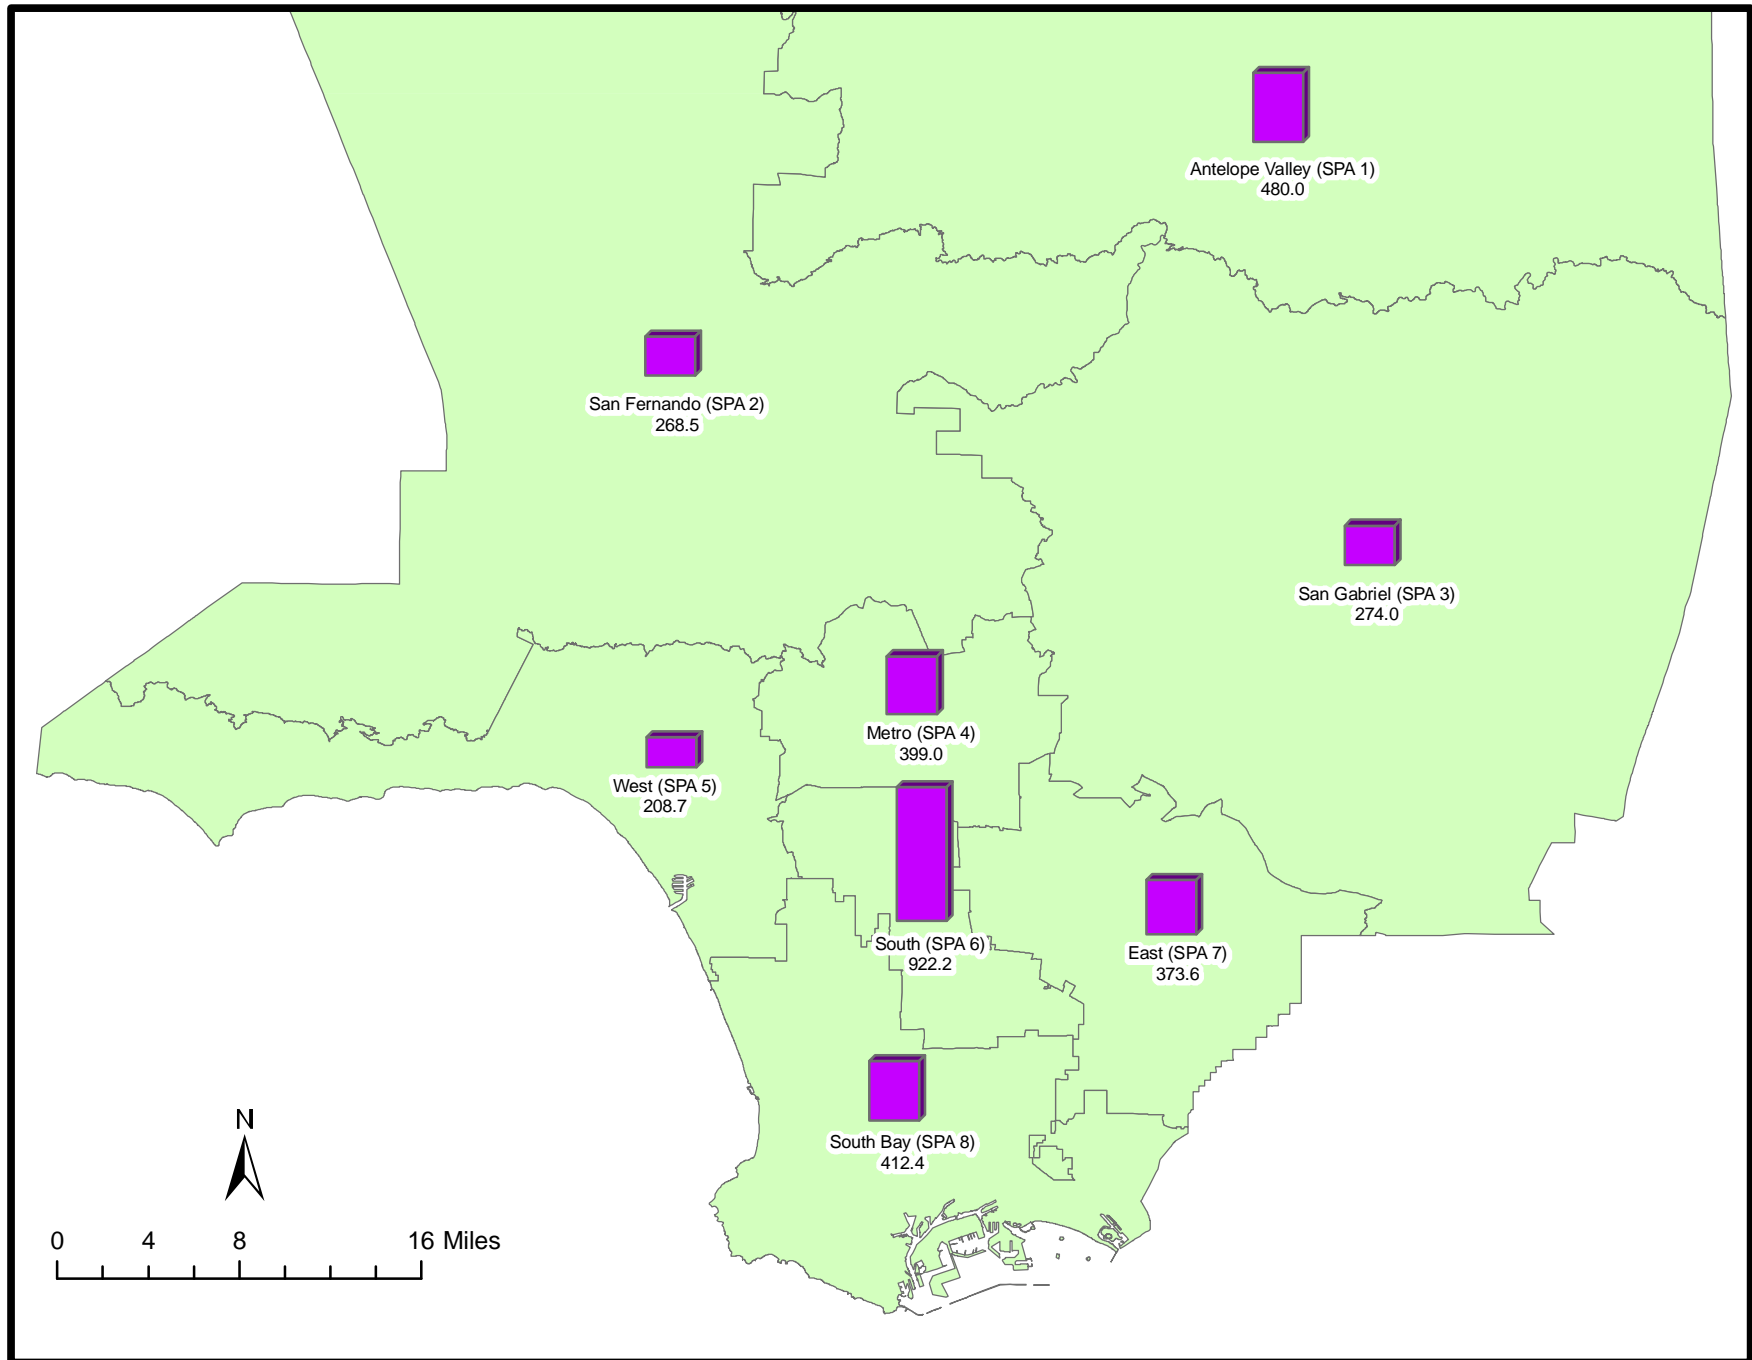 Antelope Valley (SPA 1)
480.0
San Fernando (SPA 2)
268.5
San Gabriel (SPA 3)
274.0
Metro (SPA 4)
399.0
West (SPA 5)
208.7
South (SPA 6)
922.2
East (SPA 7)
373.6
South Bay (SPA 8)
412.4
N
0 4 8 16 Miles